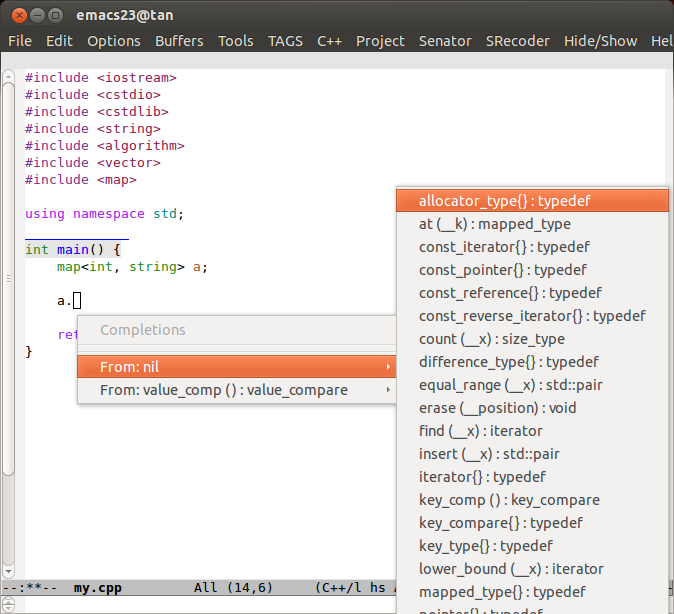 emacs23@tan
File Edit Options Buffers Tools TAGS C++ Project Senator SRecoder Hide/Show Hel
#include <iostream>
#include <cstdio>
#include <cstdlib>
#include <string>
#include <algorithm>
#include <vector>
#include <map>
using namespace std;
int main() {
map<int, string> a;
a.
ret
}
Completions
From: nil
From: value_comp () : value_compare
allocator_type{} : typedef
at (__k) : mapped_type
const_iterator{} : typedef
const_pointer{} : typedef
const_reference{} : typedef
const_reverse_iterator{} : typedef
count (__x) : size_type
difference_type{} : typedef
equal_range (__x) : std::pair
erase (__position) : void
find (__x) : iterator
insert (__x) : std::pair
iterator{} : typedef
key_comp () : key_compare
key_compare{} : typedef
key_type{} : typedef
lower_bound (__x) : iterator
mapped_type{} : typedef
pointer{} : typedef
--:**-- my.cpp All (14,6) (C++/l hs